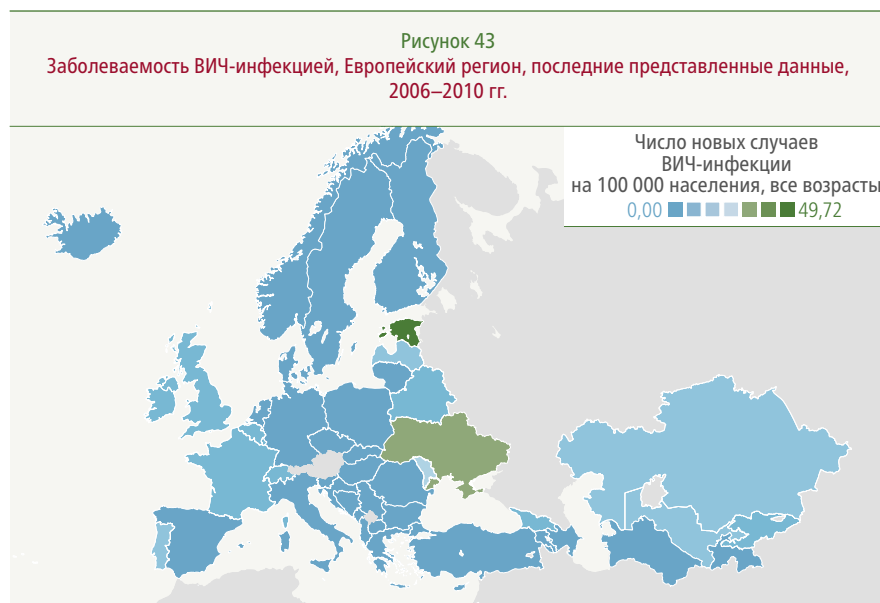 Рисунок 43
Заболеваемость ВИЧ-инфекцией, Европейский регион, последние представленные данные,
2006–2010 гг.
Число новых случаев
ВИЧ-инфекции
на 100 000 населения, все возрасты
0,00 49,72